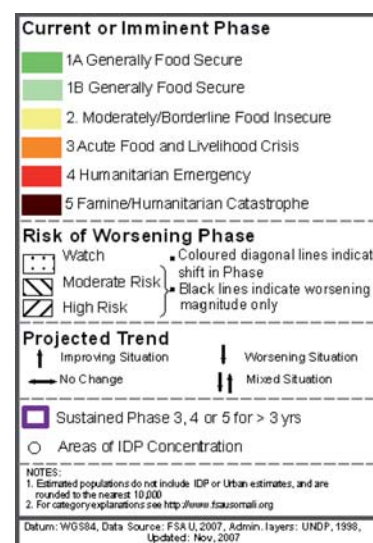 Current or Imminent Phase
1A Generally Food Secure
1B Generally Food Secure
2. Moderately/Borderline Food Insecure
3 Acute Food and Livelihood Crisis
4 Humanitarian Emergency
5 Famine/Humanitarian Catastrophe
Risk of Worsening Phase
Watch
Moderate Risk
High Risk
Coloured diagonal lines indicat
shift in Phase
Black lines indicate worsening
magnitude only
Projected Trend
Improving Situation
Worsening Situation
No Change
Mixed Situation
Sustained Phase 3, 4 or 5 for > 3 yrs
Areas of IDP Concentration
NOTES:
1. Estimated populations do not include IDP or Urban estimates, and are
rounded to the nearest 10,000
2. For category explanations see http://www.fsausomali.org
Datum: WGS84, Data Source: FSAU, 2007, Admin. layers: UNDP, 1998,
Updated: Nov, 2007